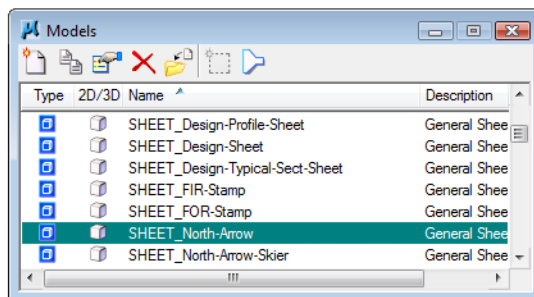 Models
Type 2D/3D Name Description
SHEET_Design-Profile-Sheet General Shee
SHEET_Design-Sheet General Shee
SHEET_Design-Typical-Sect-Sheet General Shee
SHEET_FIR-Stamp General Shee
SHEET_FOR-Stamp General Shee
SHEET_North-Arrow General Shee
SHEET_North-Arrow-Skier General Shee